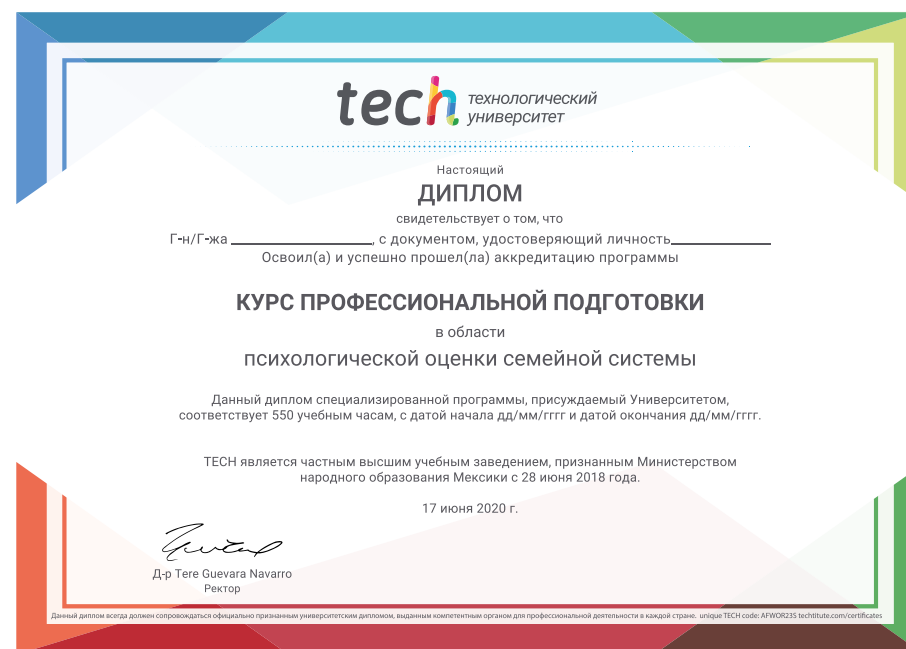 tech технологический
университет
Настоящий
ДИПЛОМ
свидетельствует о том, что
Г-н/Г-жа ____________________, с документом, удостоверяющий личность______________
Освоил(а) и успешно прошел(ла) аккредитацию программы
КУРС ПРОФЕССИОНАЛЬНОЙ ПОДГОТОВКИ
в области
психологической оценки семейной системы
Данный диплом специализированной программы, присуждаемый Университетом,
соответствует 550 учебным часам, с датой начала дд/мм/гггг и датой окончания дд/мм/гггг.
TECH является частным высшим учебным заведением, признанным Министерством
народного образования Мексики с 28 июня 2018 года.
17 июня 2020 г.
Д-р Tere Guevara Navarro
Ректор
Данный диплом всегда должен сопровождаться официально признанным университетским дипломом, выданным компетентным органом для профессиональной деятельности в каждой стране. unique TECH code: AFWOR23S techtitute.com/certificates